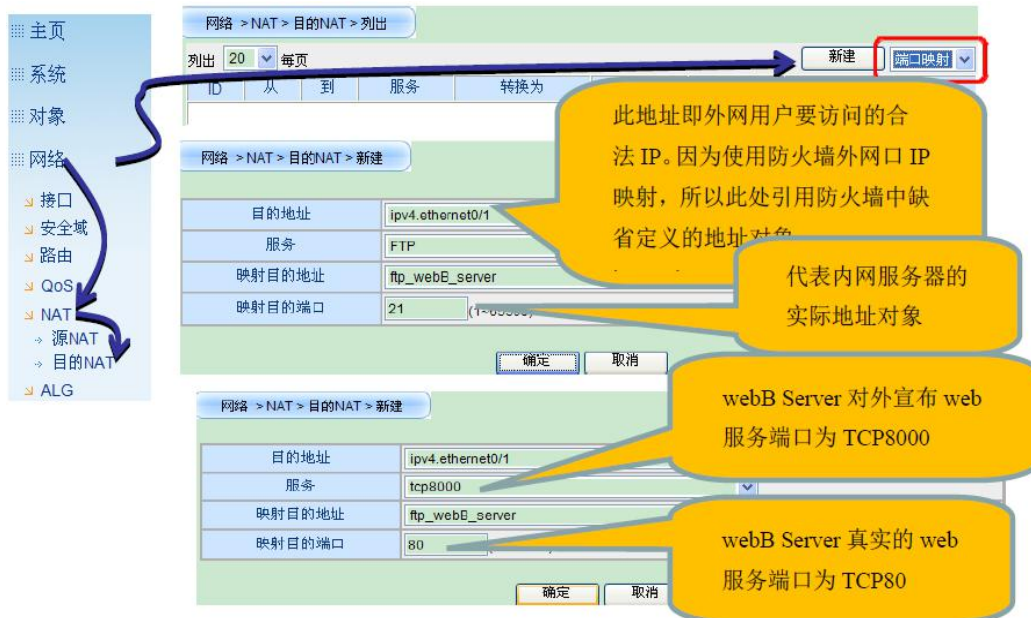 主页
系统
对象
网络
接口
安全域
路由
QoS
NAT
源NAT
目的NAT
ALG
网络 >NAT > 目的NAT > 列出
列出 20 每页
新建 端口映射
ID 从 到 服务 转换为
此地址即外网用户要访问的合
法 IP。因为使用防火墙外网口 IP
映射，所以此处引用防火墙中缺
省定义的地址对象
网络 >NAT > 目的NAT > 新建
目的地址 ipv4.ethernet0/1
服务 FTP
映射目的地址 ftp_webB_server
映射目的端口 21
确定 取消
代表内网服务器的
实际地址对象
网络 >NAT > 目的NAT > 新建
目的地址 ipv4.ethernet0/1
服务 tcp8000
映射目的地址 ftp_webB_server
映射目的端口 80
确定 取消
webB Server 对外宣布 web
服务端口为 TCP8000
webB Server 真实的 web
服务端口为 TCP80